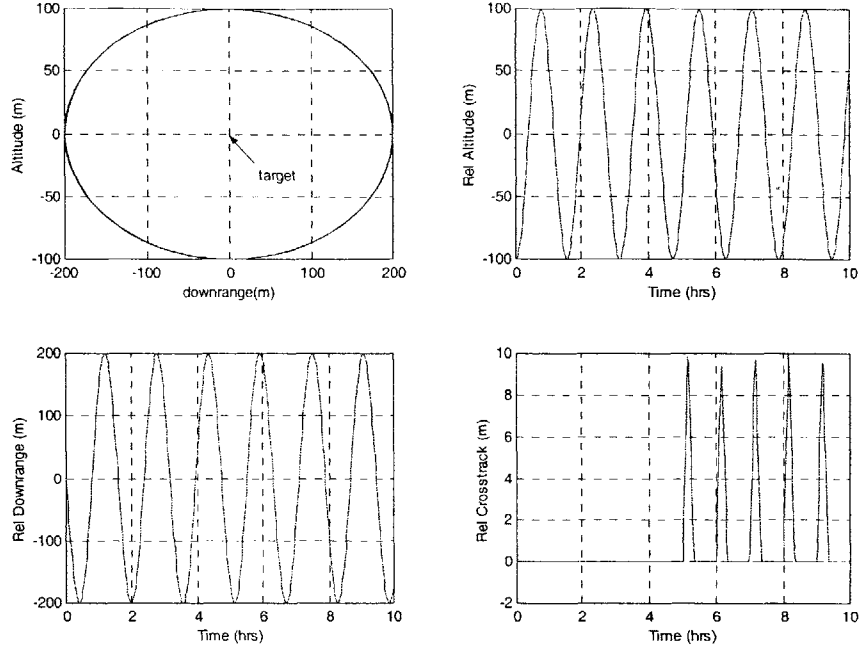 100
50
0
-50
-100
Altitude (m)
target
-200 -100 0 100 200
downrange(m)
100
50
0
-50
-100
Rel Altitude (m)
0 2 4 6 8 10
Time (hrs)
200
100
0
-100
-200
Rel Downrange (m)
0 2 4 6 8 10
Time (hrs)
10
8
6
4
2
0
-2
Rel Crosstrack (m)
0 2 4 6 8 10
Time (hrs)